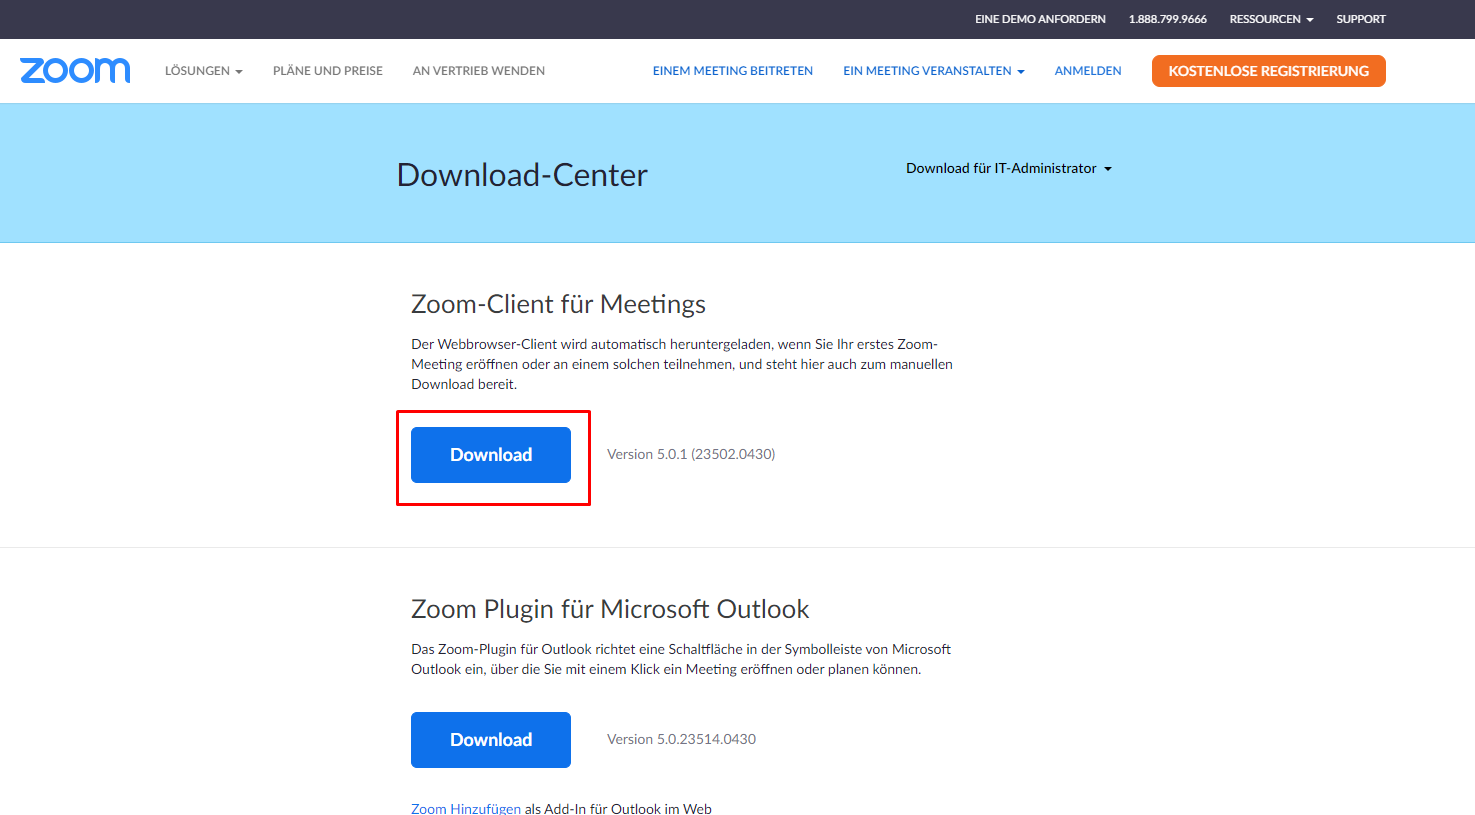 EINE DEMO ANFORDERN 1.888.799.9666 RESSOURCEN SUPPORT
zoom LÖSUNGEN PLÄNE UND PREISE AN VERTRIEB WENDEN EINEM MEETING BEITRETEN EIN MEETING VERANSTALTEN ANMELDEN KOSTENLOSE REGISTRIERUNG
Download-Center Download für IT-Administrator
Zoom-Client für Meetings
Der Webbrowser-Client wird automatisch heruntergeladen, wenn Sie Ihr erstes Zoom-
Meeting eröffnen oder an einem solchen teilnehmen, und steht hier auch zum manuellen
Download bereit.
Download Version 5.0.1 (23502.0430)
Zoom Plugin für Microsoft Outlook
Das Zoom-Plugin für Outlook richtet eine Schaltfläche in der Symbolleiste von Microsoft
Outlook ein, über die Sie mit einem Klick ein Meeting eröffnen oder planen können.
Download Version 5.0.23514.0430
Zoom Hinzufügen als Add-In für Outlook im Web